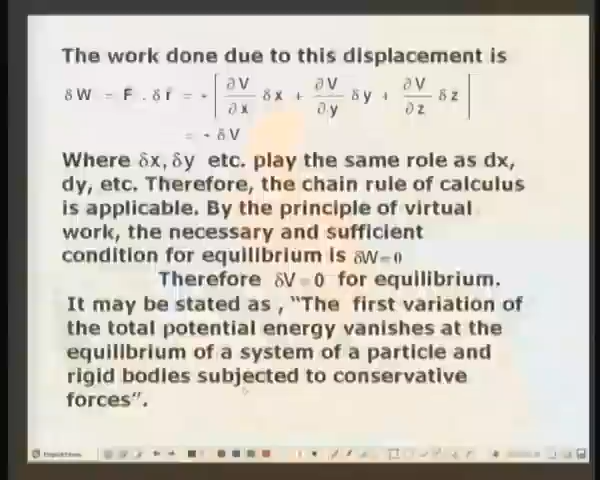 The work done due to this displacement is
δW = F . δr = - [ ∂V/∂x δx + ∂V/∂y δy + ∂V/∂z δz ]
= - δV
Where δx, δy etc. play the same role as dx,
dy, etc. Therefore, the chain rule of calculus
is applicable. By the principle of virtual
work, the necessary and sufficient
condition for equilibrium is δW=0
Therefore δV = 0 for equilibrium.
It may be stated as , “The first variation of
the total potential energy vanishes at the
equilibrium of a system of a particle and
rigid bodies subjected to conservative
forces”.